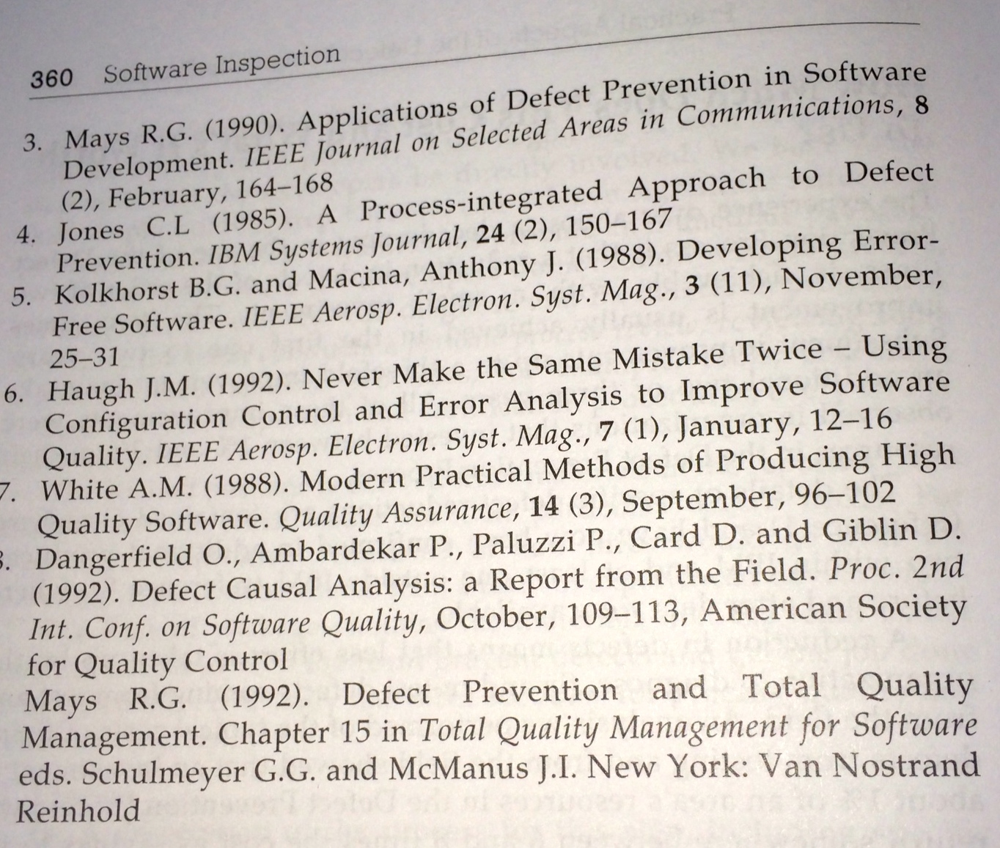 360 Software Inspection
3. Mays R.G. (1990). Applications of Defect Prevention in Software
Development. IEEE Journal on Selected Areas in Communications, 8
(2), February, 164–168
4. Jones C.L (1985). A Process-integrated Approach to Defect
Prevention. IBM Systems Journal, 24 (2), 150–167
5. Kolkhorst B.G. and Macina, Anthony J. (1988). Developing Error-
Free Software. IEEE Aerosp. Electron. Syst. Mag., 3 (11), November,
25–31
6. Haugh J.M. (1992). Never Make the Same Mistake Twice – Using
Configuration Control and Error Analysis to Improve Software
Quality. IEEE Aerosp. Electron. Syst. Mag., 7 (1), January, 12–16
7. White A.M. (1988). Modern Practical Methods of Producing High
Quality Software. Quality Assurance, 14 (3), September, 96–102
Dangerfield O., Ambardekar P., Paluzzi P., Card D. and Giblin D.
(1992). Defect Causal Analysis: a Report from the Field. Proc. 2nd
Int. Conf. on Software Quality, October, 109–113, American Society
for Quality Control
Mays R.G. (1992). Defect Prevention and Total Quality
Management. Chapter 15 in Total Quality Management for Software
eds. Schulmeyer G.G. and McManus J.I. New York: Van Nostrand
Reinhold